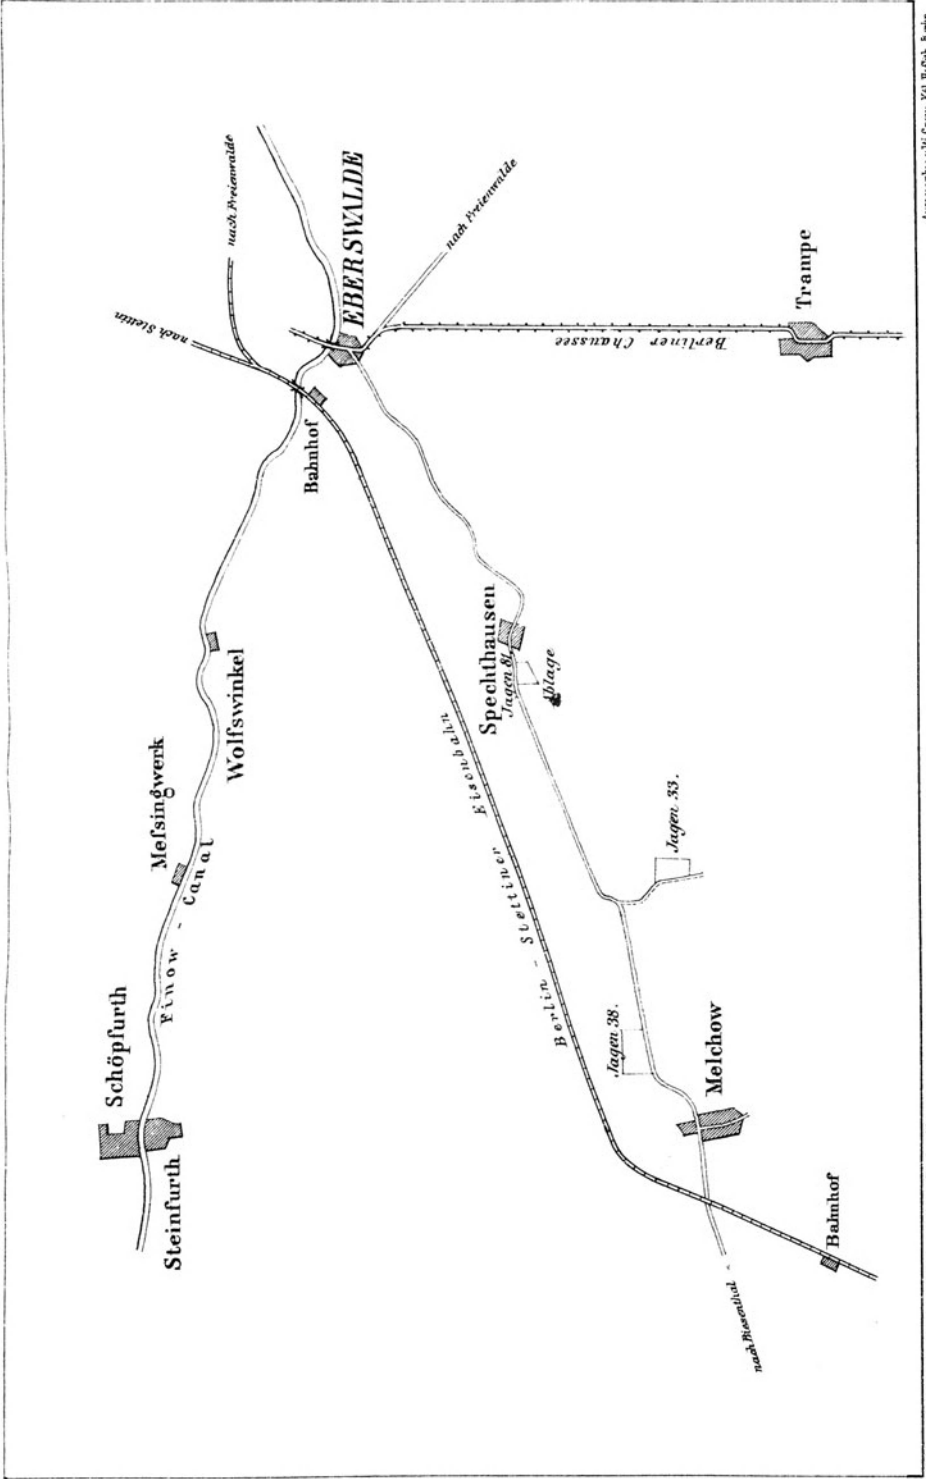 nach Freienwalde
nach Stettin
EBERSWALDE
nach Freienwalde
Bahnhof
Berliner Chaussee
Trampe
Wolfswinkel
Meſsingwerk
Finow - Canal
Schöpfurth
Steinfurth
Berlin - Stettiner Eisenbahn
Spechthausen
Jagen 81.
Ablage
Jagen 33.
Jagen 38.
Melchow
Bahnhof
nach Biesenthal